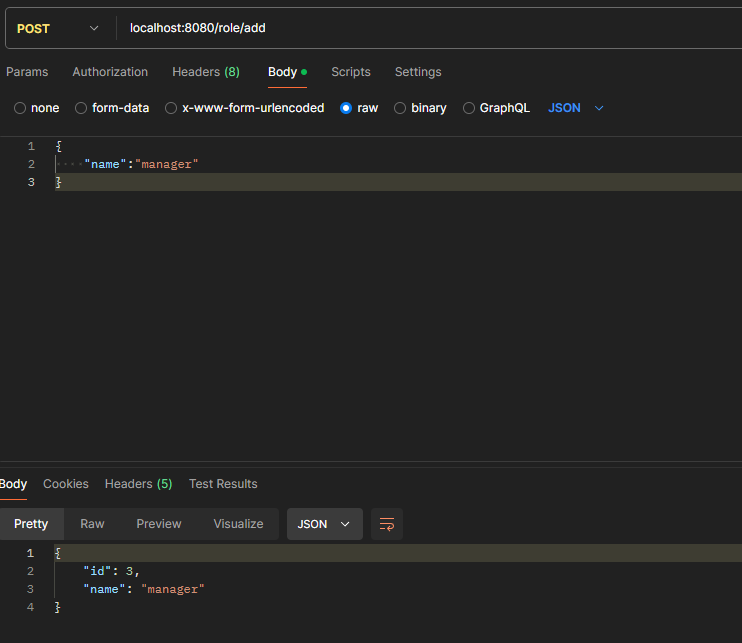 POST localhost:8080/role/add
Params Authorization Headers (8) Body Scripts Settings
none form-data x-www-form-urlencoded raw binary GraphQL JSON
1 {
2 "name":"manager"
3 }
Body Cookies Headers (5) Test Results
Pretty Raw Preview Visualize JSON
1 {
2 "id": 3,
3 "name": "manager"
4 }